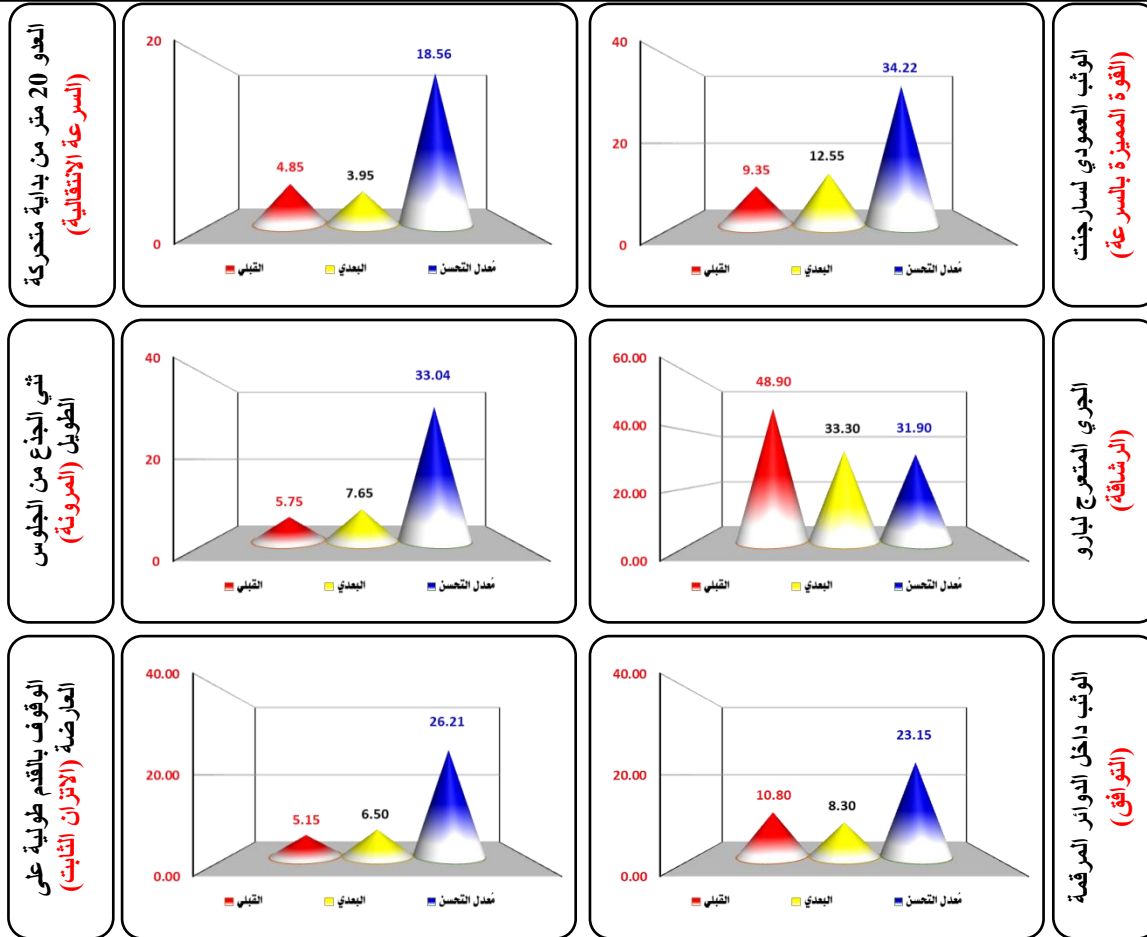 العدو 20 متر من بداية متحركة
(السرعة الانتقالية)
20
0
4.85
3.95
18.56
القبلي
البعدي
مُعدل التحسن
40
20
0
9.35
12.55
34.22
القبلي
البعدي
مُعدل التحسن
الوثب العمودي لسارجنت
(القوة المميزة بالسرعة)
ثني الجذع من الجلوس
الطويل (المرونة)
40
20
0
5.75
7.65
33.04
القبلي
البعدي
مُعدل التحسن
60.00
40.00
20.00
0.00
48.90
33.30
31.90
القبلي
البعدي
مُعدل التحسن
الجري المتعرج لبارو
(الرشاقة)
الوقوف بالقدم طولية على
العارضة (الاتزان الثابت)
40.00
20.00
0.00
5.15
6.50
26.21
القبلي
البعدي
مُعدل التحسن
40.00
20.00
0.00
10.80
8.30
23.15
القبلي
البعدي
مُعدل التحسن
الوثب داخل الدوائر المرقمة
(التوافق)